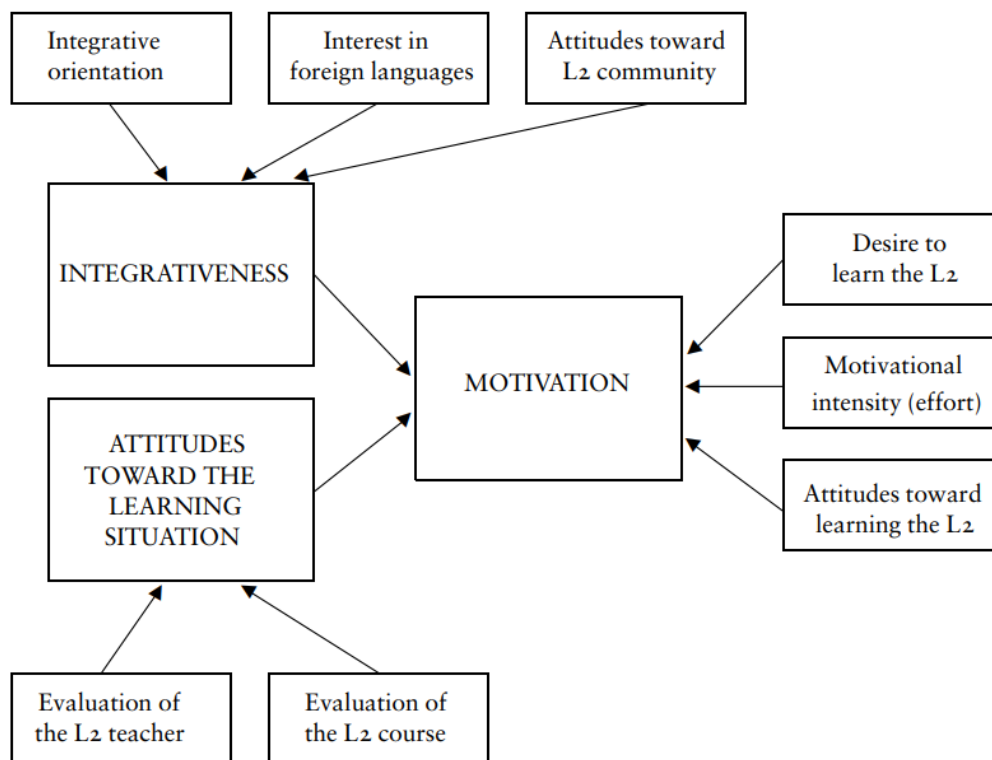 Integrative
orientation
Interest in
foreign languages
Attitudes toward
L2 community
INTEGRATIVENESS
Desire to
learn the L2
MOTIVATION
Motivational
intensity (effort)
ATTITUDES
TOWARD THE
LEARNING
SITUATION
Attitudes toward
learning the L2
Evaluation of
the L2 teacher
Evaluation of
the L2 course